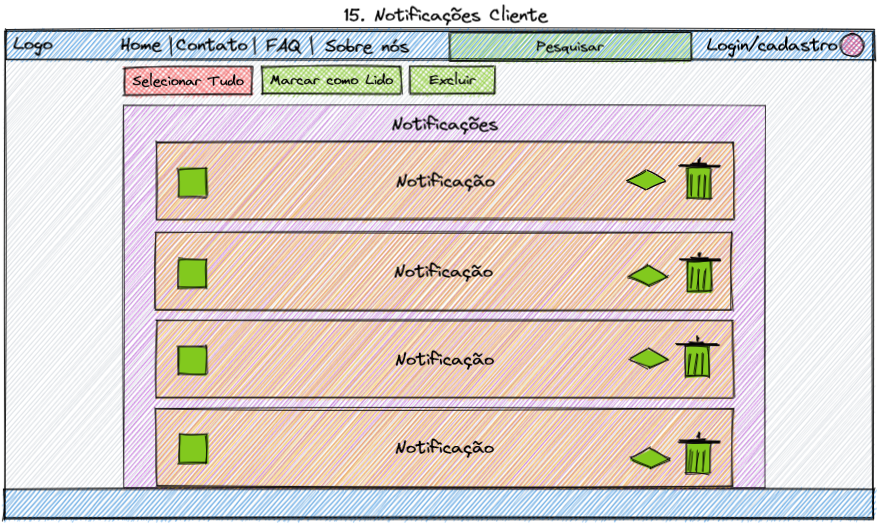 15. Notificações Cliente
Logo Home | Contato | FAQ | Sobre nós Pesquisar Login/cadastro
Selecionar Tudo Marcar como Lido Excluir
Notificações
Notificação
Notificação
Notificação
Notificação